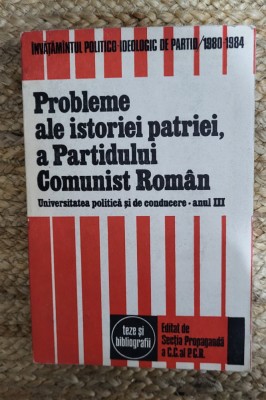 ÎNVĂȚĂMÎNTUL POLITICO-IDEOLOGIC DE PARTID/1980-1984
Probleme
ale istoriei patriei,
a Partidului
Comunist Român
Universitatea politică și de conducere • anul III
teze și
bibliografii
Editat de
Secția Propagandă
a C.C. al P.C.R.